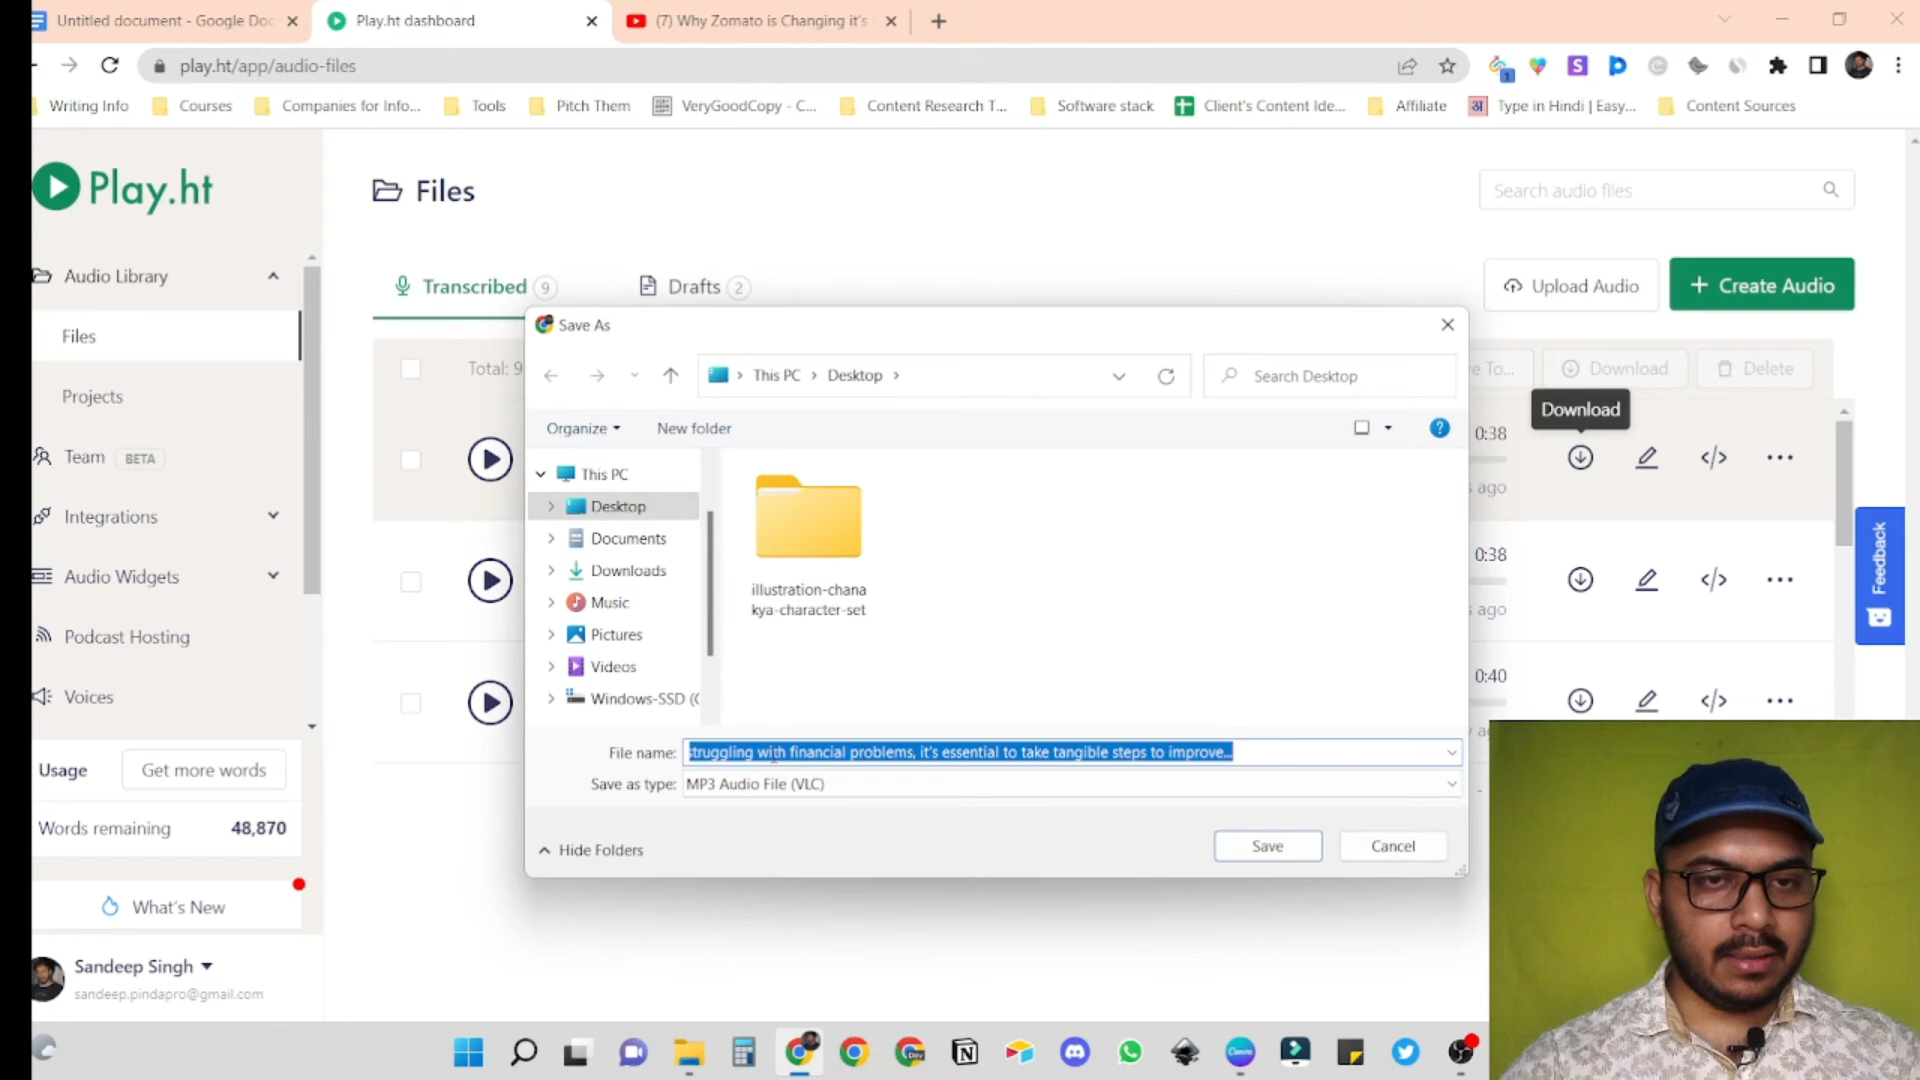 Untitled document - Google Doc
Play.ht dashboard
(7) Why Zomato is Changing it's
play.ht/app/audio-files
1
Writing Info
Courses
Companies for Info...
Tools
Pitch Them
VeryGoodCopy - C...
Content Research T...
Software stack
Client's Content Ide...
Affiliate
Type in Hindi | Easy...
Content Sources
Play.ht
Files
Search audio files
Audio Library
Files
Projects
Team BETA
Integrations
Audio Widgets
Podcast Hosting
Voices
Usage
Get more words
Words remaining 48,870
What's New
Sandeep Singh
sandeep.pindapro@gmail.com
Transcribed 9
Drafts 2
Upload Audio
+ Create Audio
Total: 9
To...
Download
Delete
Download
0:38
ago
0:38
ago
0:40
Feedback
Save As
This PC > Desktop >
Search Desktop
Organize
New folder
This PC
Desktop
Documents
Downloads
Music
Pictures
Videos
Windows-SSD (C
illustration-chana
kya-character-set
File name: struggling with financial problems, it's essential to take tangible steps to improve...
Save as type: MP3 Audio File (VLC)
Hide Folders
Save
Cancel